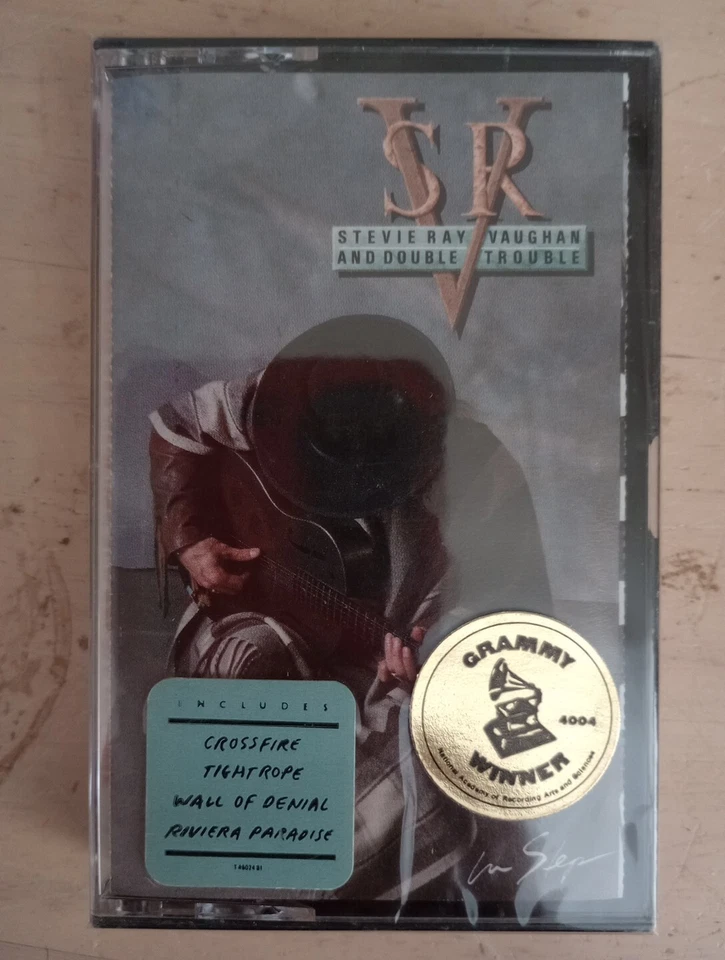 SRV
STEVIE RAY VAUGHAN
AND DOUBLE TROUBLE
INCLUDES
CROSSFIRE
TIGHTROPE
WALL OF DENIAL
RIVIERA PARADISE
GRAMMY
4004
WINNER
National Academy of Recording Arts and Sciences
In Step